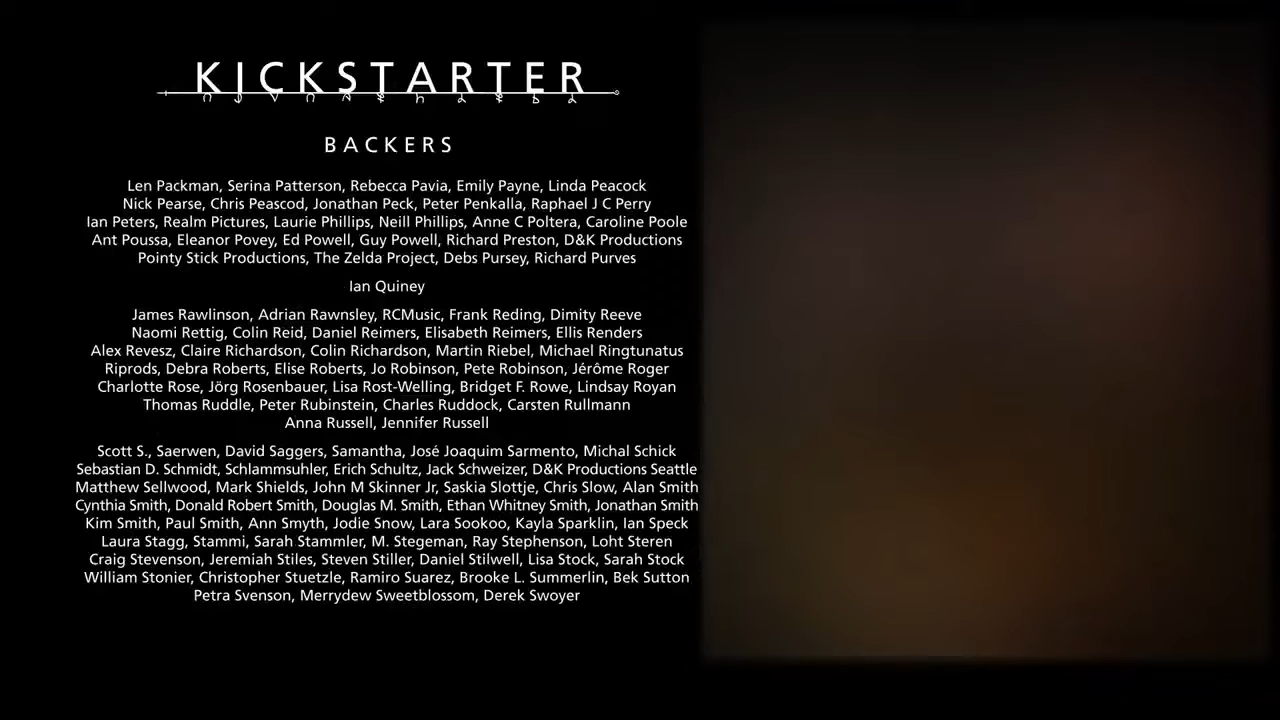 KICKSTARTER
BACKERS
Len Packman, Serina Patterson, Rebecca Pavia, Emily Payne, Linda Peacock
Nick Pearse, Chris Peascod, Jonathan Peck, Peter Penkalla, Raphael J C Perry
Ian Peters, Realm Pictures, Laurie Phillips, Neill Phillips, Anne C Poltera, Caroline Poole
Ant Poussa, Eleanor Povey, Ed Powell, Guy Powell, Richard Preston, D&K Productions
Pointy Stick Productions, The Zelda Project, Debs Pursey, Richard Purves
Ian Quiney
James Rawlinson, Adrian Rawnsley, RCMusic, Frank Reding, Dimity Reeve
Naomi Rettig, Colin Reid, Daniel Reimers, Elisabeth Reimers, Ellis Renders
Alex Revesz, Claire Richardson, Colin Richardson, Martin Riebel, Michael Ringtunatus
Riprods, Debra Roberts, Elise Roberts, Jo Robinson, Pete Robinson, Jérôme Roger
Charlotte Rose, Jörg Rosenbauer, Lisa Rost-Welling, Bridget F. Rowe, Lindsay Royan
Thomas Ruddle, Peter Rubinstein, Charles Ruddock, Carsten Rullmann
Anna Russell, Jennifer Russell
Scott S., Saerwen, David Saggers, Samantha, José Joaquim Sarmento, Michal Schick
Sebastian D. Schmidt, Schlammsuhler, Erich Schultz, Jack Schweizer, D&K Productions Seattle
Matthew Sellwood, Mark Shields, John M Skinner Jr, Saskia Slottje, Chris Slow, Alan Smith
Cynthia Smith, Donald Robert Smith, Douglas M. Smith, Ethan Whitney Smith, Jonathan Smith
Kim Smith, Paul Smith, Ann Smyth, Jodie Snow, Lara Sookoo, Kayla Sparklin, Ian Speck
Laura Stagg, Stammi, Sarah Stammler, M. Stegeman, Ray Stephenson, Loht Steren
Craig Stevenson, Jeremiah Stiles, Steven Stiller, Daniel Stilwell, Lisa Stock, Sarah Stock
William Stonier, Christopher Stuetzle, Ramiro Suarez, Brooke L. Summerlin, Bek Sutton
Petra Svenson, Merrydew Sweetblossom, Derek Swoyer